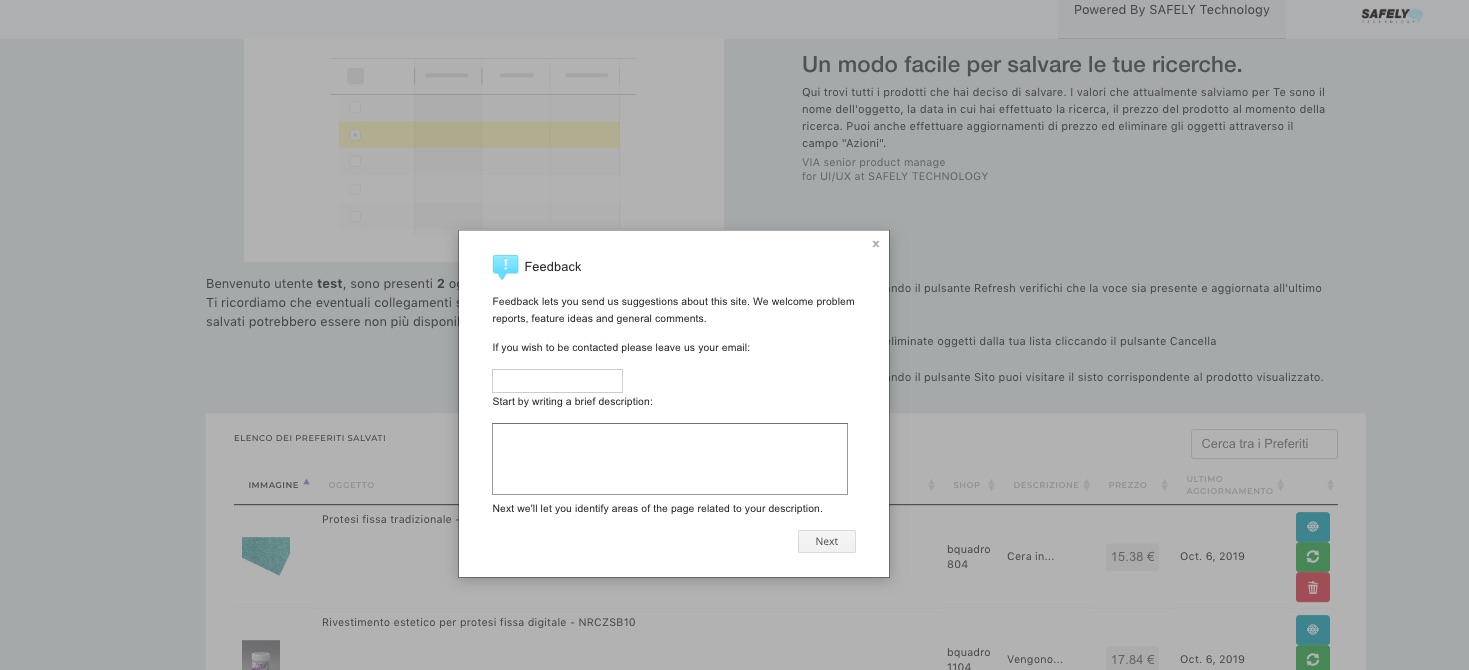 Powered By SAFELY Technology
SAFELY
TECHNOLOGY
Un modo facile per salvare le tue ricerche.
Qui trovi tutti i prodotti che hai deciso di salvare. I valori che attualmente salviamo per Te sono il
nome dell'oggetto, la data in cui hai effettuato la ricerca, il prezzo del prodotto al momento della
ricerca. Puoi anche effettuare aggiornamenti di prezzo ed eliminare gli oggetti attraverso il
campo "Azioni".
VIA senior product manage
for UI/UX at SAFELY TECHNOLOGY
Benvenuto utente test, sono presenti 2
Ti ricordiamo che eventuali collegamenti
salvati potrebbero essere non più
il pulsante Refresh verifichi che la voce sia presente e aggiornata all'ultimo
eliminate oggetti dalla tua lista cliccando il pulsante Cancella
il pulsante Sito puoi visitare il sisto corrispondente al prodotto visualizzato.
x
Feedback
Feedback lets you send us suggestions about this site. We welcome problem
reports, feature ideas and general comments.
If you wish to be contacted please leave us your email:
Start by writing a brief description:
Next we'll let you identify areas of the page related to your description.
Next
ELENCO DEI PREFERITI SALVATI
Cerca tra i Preferiti
IMMAGINE OGGETTO SHOP DESCRIZIONE PREZZO ULTIMO
AGGIORNAMENTO
Protesi fissa tradizionale -
bquadro
804
Cera in...
15.38 €
Oct. 6, 2019
Rivestimento estetico per protesi fissa digitale - NRCZSB10
bquadro
1104
Vengono...
17.84 €
Oct. 6, 2019